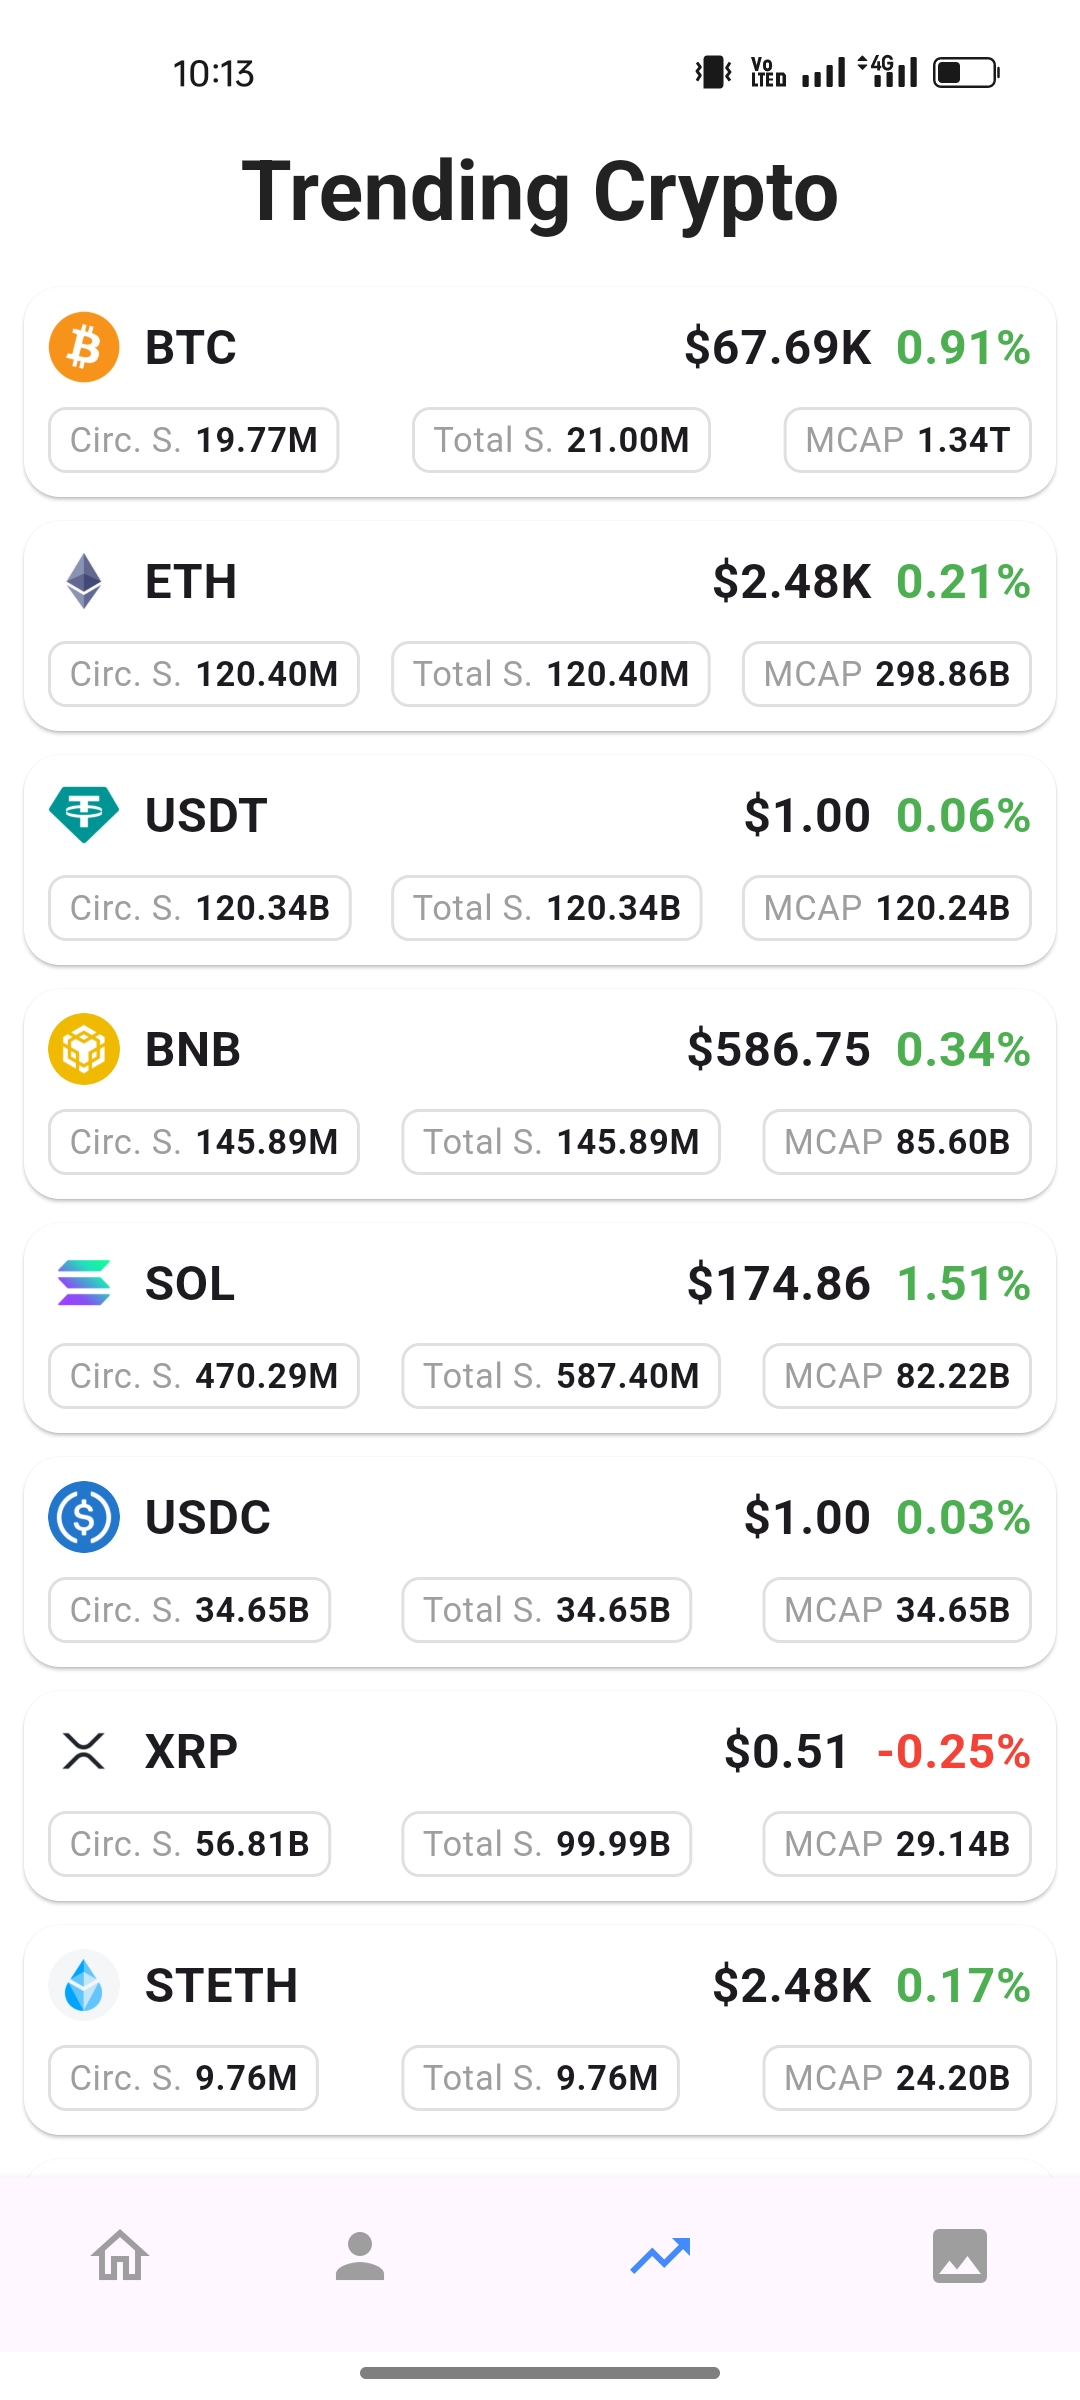 10:13 Vo LTED 4G
Trending Crypto
BTC $67.69K 0.91%
Circ. S. 19.77M Total S. 21.00M MCAP 1.34T
ETH $2.48K 0.21%
Circ. S. 120.40M Total S. 120.40M MCAP 298.86B
USDT $1.00 0.06%
Circ. S. 120.34B Total S. 120.34B MCAP 120.24B
BNB $586.75 0.34%
Circ. S. 145.89M Total S. 145.89M MCAP 85.60B
SOL $174.86 1.51%
Circ. S. 470.29M Total S. 587.40M MCAP 82.22B
USDC $1.00 0.03%
Circ. S. 34.65B Total S. 34.65B MCAP 34.65B
XRP $0.51 -0.25%
Circ. S. 56.81B Total S. 99.99B MCAP 29.14B
STETH $2.48K 0.17%
Circ. S. 9.76M Total S. 9.76M MCAP 24.20B